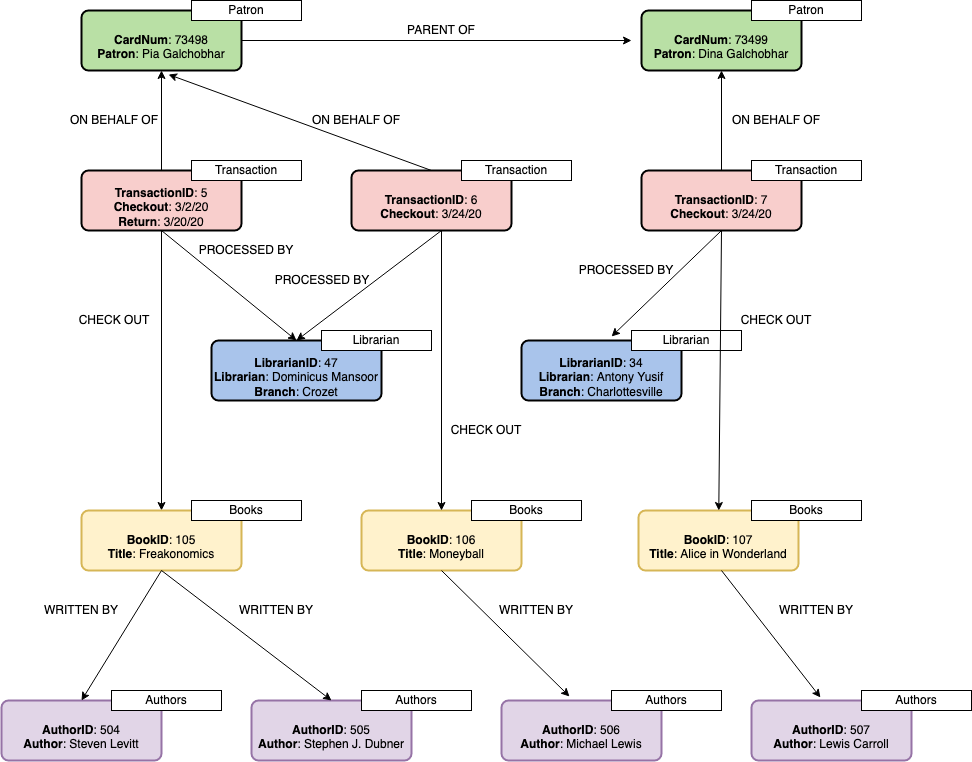 Patron
CardNum: 73498
Patron: Pia Galchobhar
PARENT OF
Patron
CardNum: 73499
Patron: Dina Galchobhar
ON BEHALF OF
ON BEHALF OF
ON BEHALF OF
Transaction
TransactionID: 5
Checkout: 3/2/20
Return: 3/20/20
Transaction
TransactionID: 6
Checkout: 3/24/20
Transaction
TransactionID: 7
Checkout: 3/24/20
PROCESSED BY
PROCESSED BY
PROCESSED BY
CHECK OUT
CHECK OUT
Librarian
LibrarianID: 47
Librarian: Dominicus Mansoor
Branch: Crozet
Librarian
LibrarianID: 34
Librarian: Antony Yusif
Branch: Charlottesville
CHECK OUT
Books
BookID: 105
Title: Freakonomics
Books
BookID: 106
Title: Moneyball
Books
BookID: 107
Title: Alice in Wonderland
WRITTEN BY
WRITTEN BY
WRITTEN BY
WRITTEN BY
Authors
AuthorID: 504
Author: Steven Levitt
Authors
AuthorID: 505
Author: Stephen J. Dubner
Authors
AuthorID: 506
Author: Michael Lewis
Authors
AuthorID: 507
Author: Lewis Carroll